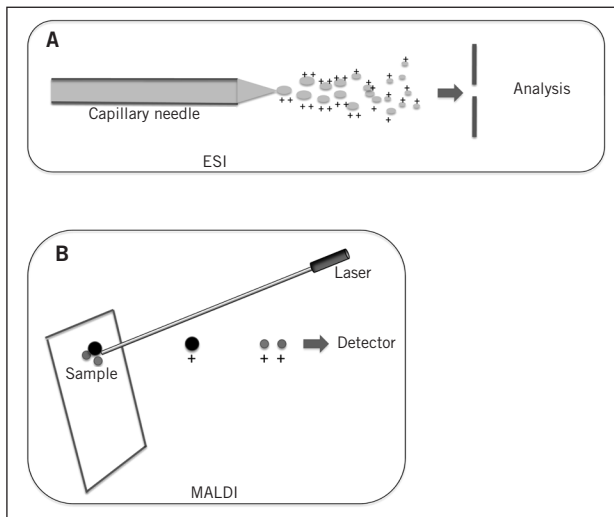 A
Capillary needle
Analysis
ESI
B
Laser
Detector
Sample
MALDI